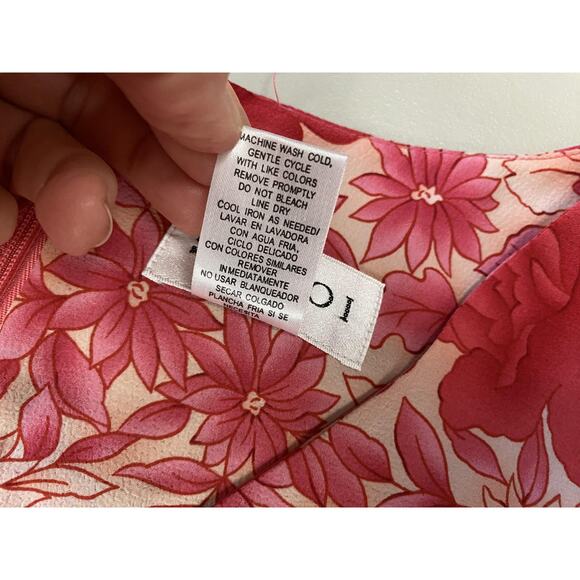 MACHINE WASH COLD,
GENTLE CYCLE
WITH LIKE COLORS
REMOVE PROMPTLY
DO NOT BLEACH
LINE DRY
COOL IRON AS NEEDED/
LAVAR EN LAVADORA
CON AGUA FRIA,
CICLO DELICADO
CON COLORES SIMILARES
REMOVER
INMEDIATAMENTE
NO USAR BLANQUEADOR
SECAR COLGADO
PLANCHA FRIA SI SE
NECESITA